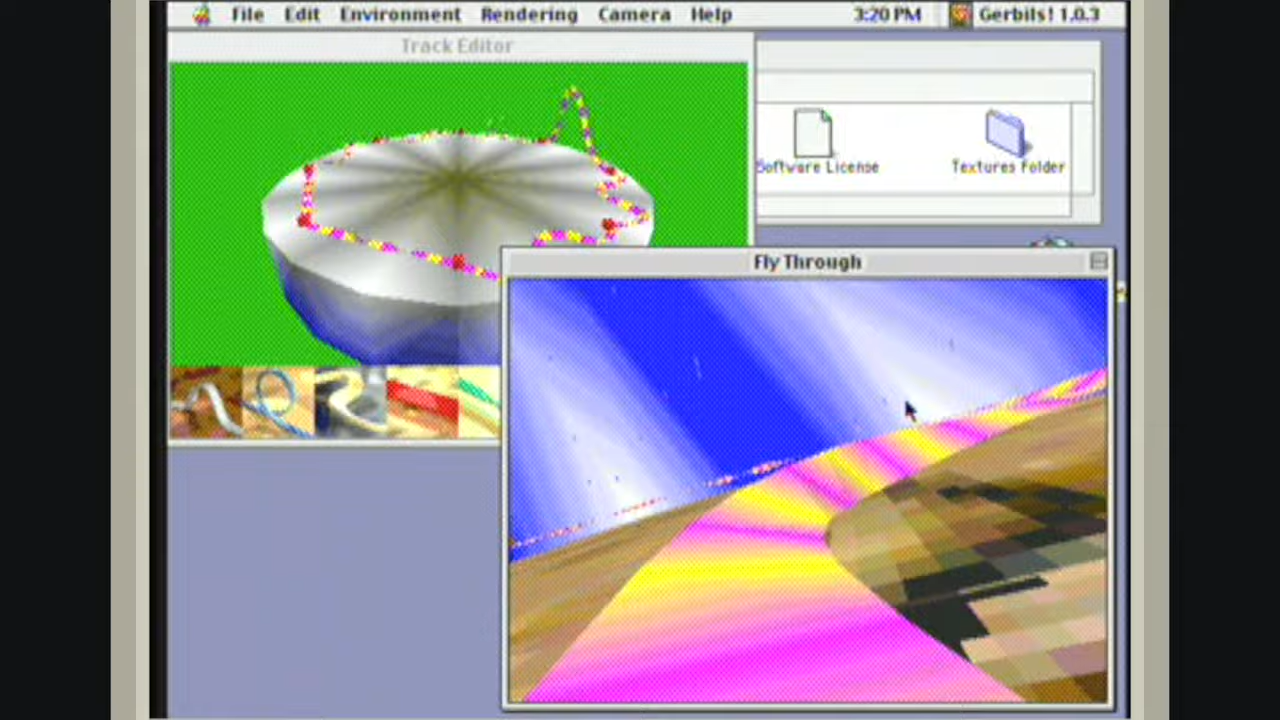 File Edit Environment Rendering Camera Help 3:20 PM Gerbils! 1.0.3
Track Editor
Software License Textures Folder
Fly Through